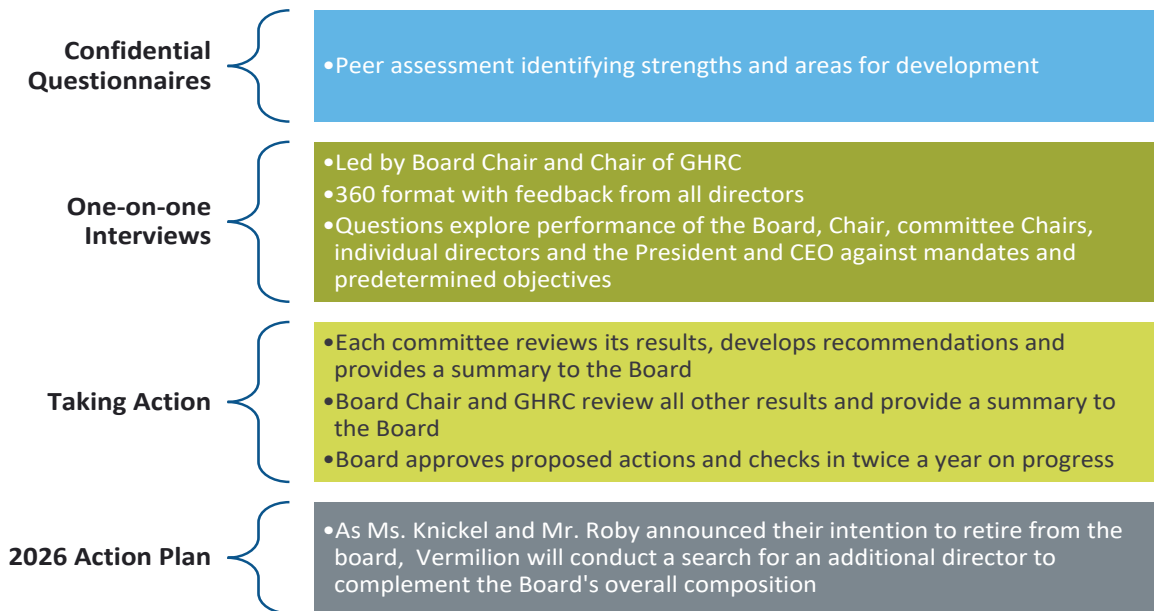 Confidential
Questionnaires
•Peer assessment identifying strengths and areas for development
One-on-one
Interviews
•Led by Board Chair and Chair of GHRC
•360 format with feedback from all directors
•Questions explore performance of the Board, Chair, committee Chairs,
individual directors and the President and CEO against mandates and
predetermined objectives
Taking Action
•Each committee reviews its results, develops recommendations and
provides a summary to the Board
•Board Chair and GHRC review all other results and provide a summary to
the Board
•Board approves proposed actions and checks in twice a year on progress
2026 Action Plan
•As Ms. Knickel and Mr. Roby announced their intention to retire from the
board,  Vermilion will conduct a search for an additional director to
complement the Board's overall composition